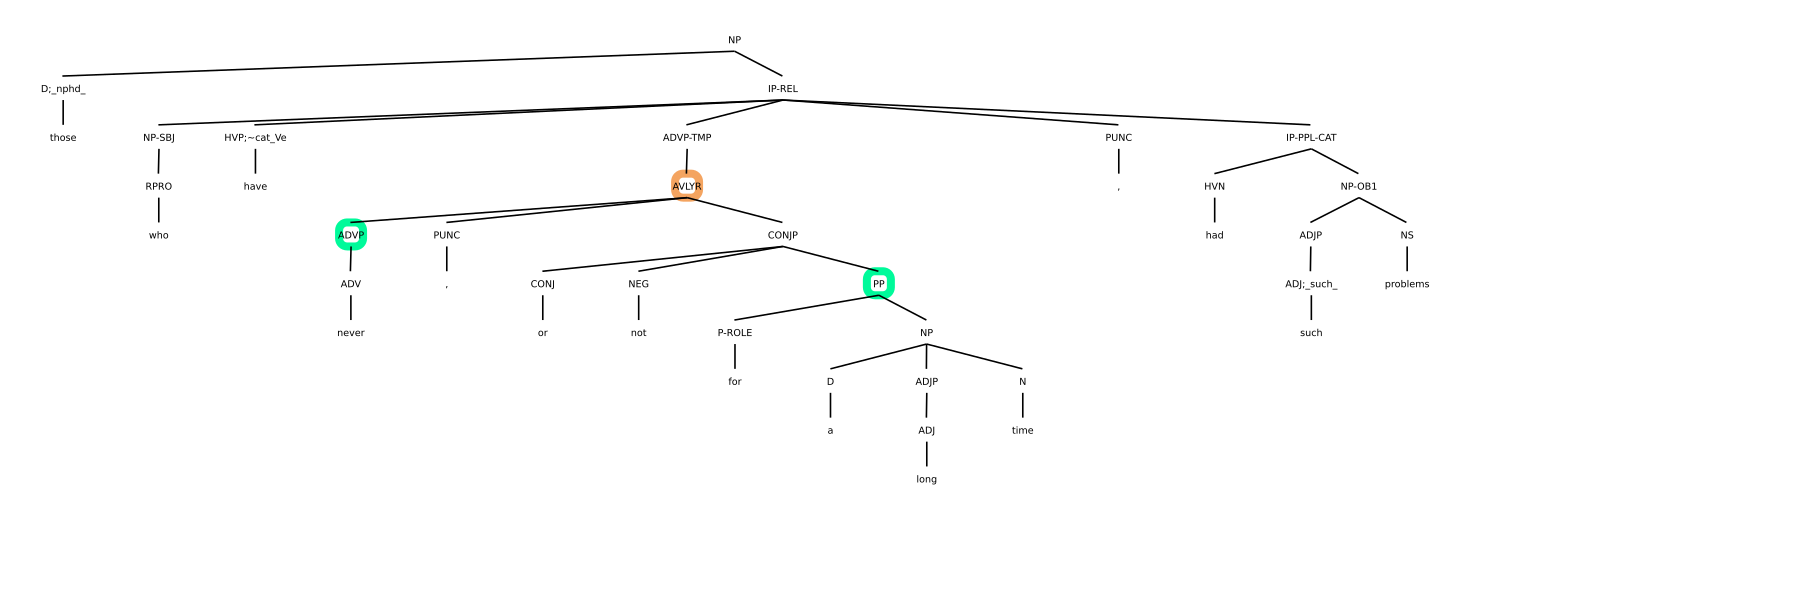 NP
D;_nphd_ IP-REL
those NP-SBJ HVP;~cat_Ve ADVP-TMP PUNC IP-PPL-CAT
RPRO have AVLYR , HVN NP-OB1
who ADVP PUNC CONJP had ADJP NS
ADV , CONJ NEG PP ADJ;_such_ problems
never or not P-ROLE NP such
for D ADJP N
a ADJ time
long